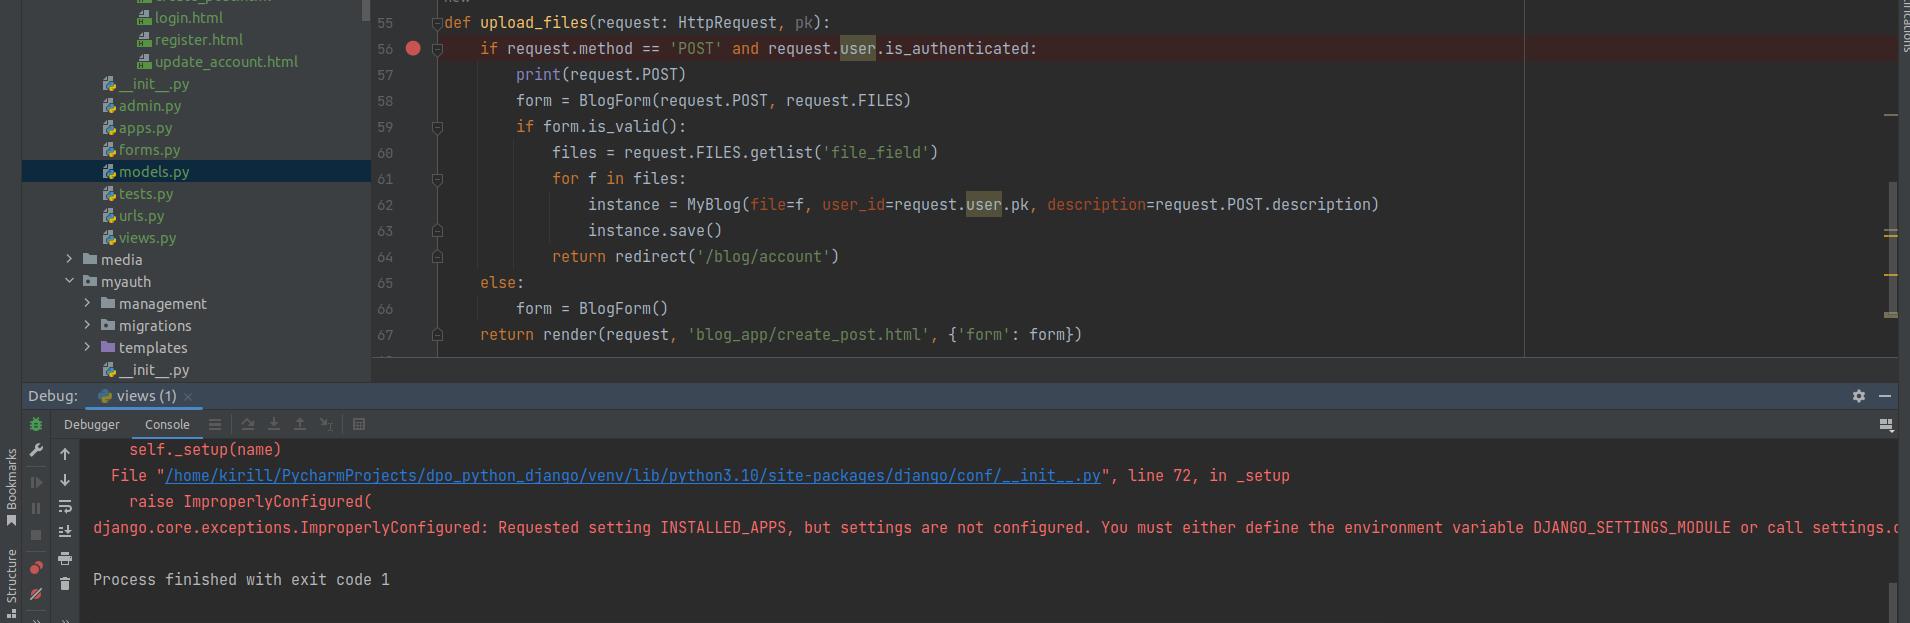 login.html
register.html
update_account.html
__init__.py
admin.py
apps.py
forms.py
models.py
tests.py
urls.py
views.py
media
myauth
management
migrations
templates
__init__.py
55 def upload_files(request: HttpRequest, pk):
56 if request.method == 'POST' and request.user.is_authenticated:
57 print(request.POST)
58 form = BlogForm(request.POST, request.FILES)
59 if form.is_valid():
60 files = request.FILES.getlist('file_field')
61 for f in files:
62 instance = MyBlog(file=f, user_id=request.user.pk, description=request.POST.description)
63 instance.save()
64 return redirect('/blog/account')
65 else:
66 form = BlogForm()
67 return render(request, 'blog_app/create_post.html', {'form': form})
Debug: views (1)
Debugger Console
self._setup(name)
File "/home/kirill/PycharmProjects/dpo_python_django/venv/lib/python3.10/site-packages/django/conf/__init__.py", line 72, in _setup
raise ImproperlyConfigured(
django.core.exceptions.ImproperlyConfigured: Requested setting INSTALLED_APPS, but settings are not configured. You must either define the environment variable DJANGO_SETTINGS_MODULE or call settings.c
Process finished with exit code 1
Bookmarks
Structure